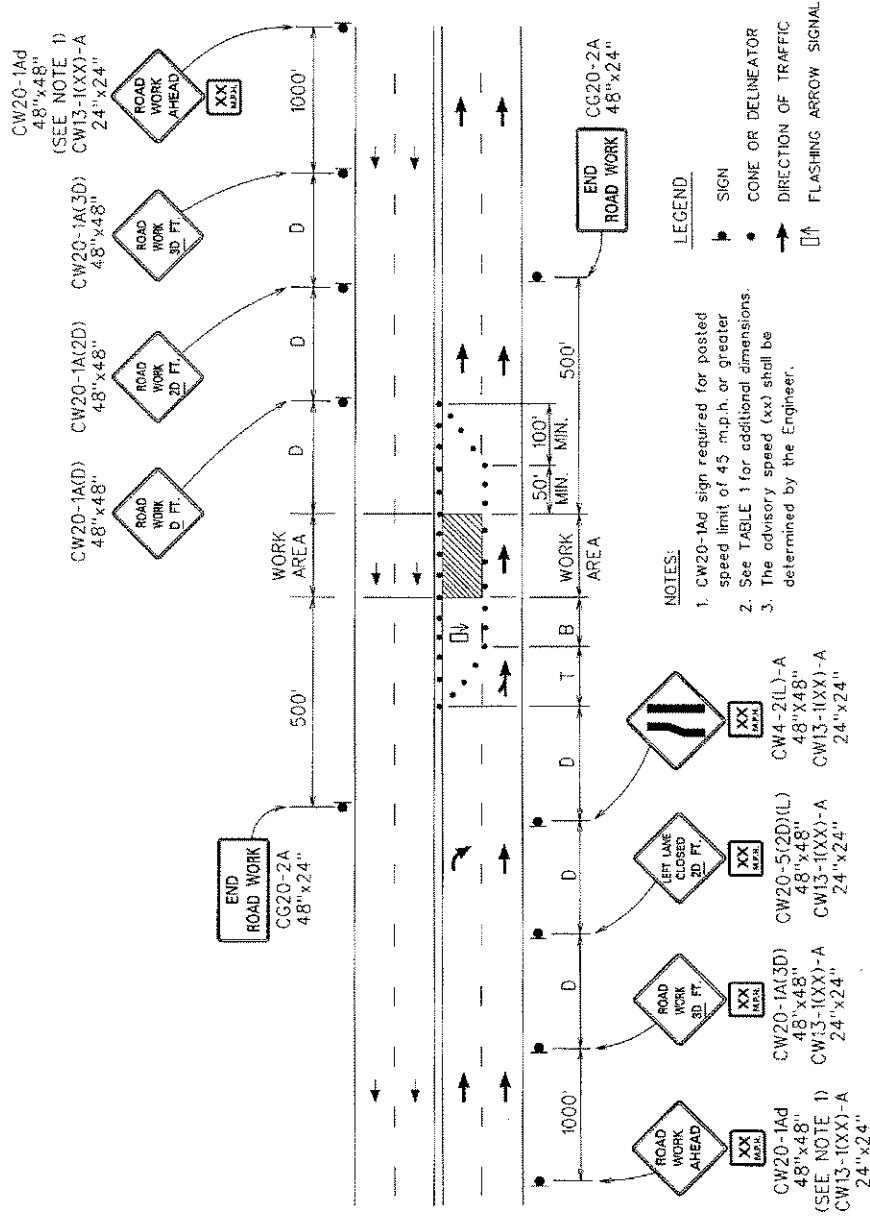 CW20-1Ad
48"x48"
(SEE NOTE 1)
CW13-1(XX)-A
24"x24"
ROAD
WORK
AHEAD
XX
M.P.H.
CW20-1A(3D)
48"x48"
ROAD
WORK
3D FT.
CW20-1A(2D)
48"x48"
ROAD
WORK
2D FT.
CW20-1A(D)
48"x48"
ROAD
WORK
D FT.
END
ROAD WORK
CG20-2A
48"x24"
500'
WORK
AREA
D
D
D
1000'
1000'
D
D
D
T
B
WORK
AREA
50'
MIN.
100'
MIN.
500'
END
ROAD WORK
CG20-2A
48"x24"
ROAD
WORK
AHEAD
XX
M.P.H.
CW20-1Ad
48"x48"
(SEE NOTE 1)
CW13-1(XX)-A
24"x24"
ROAD
WORK
3D FT.
XX
M.P.H.
CW20-1A(3D)
48"x48"
CW13-1(XX)-A
24"x24"
LEFT LANE
CLOSED
2D FT.
XX
M.P.H.
CW20-5(2D)(L)
48"x48"
CW13-1(XX)-A
24"x24"
XX
M.P.H.
CW4-2(L)-A
48"X48"
CW13-1(XX)-A
24"x24"
NOTES:
1. CW20-1Ad sign required for posted
speed limit of 45 m.p.h. or greater
2. See TABLE 1 for additional dimensions.
3. The advisory speed (xx) shall be
determined by the Engineer.
LEGEND
SIGN
CONE OR DELINEATOR
DIRECTION OF TRAFFIC
FLASHING ARROW SIGNAL